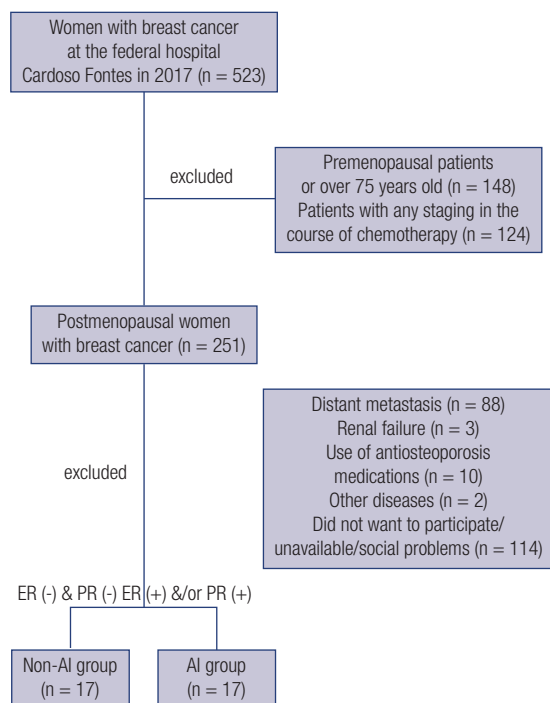 Women with breast cancer
at the federal hospital
Cardoso Fontes in 2017 (n = 523)
excluded
Premenopausal patients
or over 75 years old (n = 148)
Patients with any staging in the
course of chemotherapy (n = 124)
Postmenopausal women
with breast cancer (n = 251)
excluded
Distant metastasis (n = 88)
Renal failure (n = 3)
Use of antiosteoporosis
medications (n = 10)
Other diseases (n = 2)
Did not want to participate/
unavailable/social problems (n = 114)
ER (-) & PR (-) ER (+) &/or PR (+)
Non-AI group
(n = 17)
AI group
(n = 17)